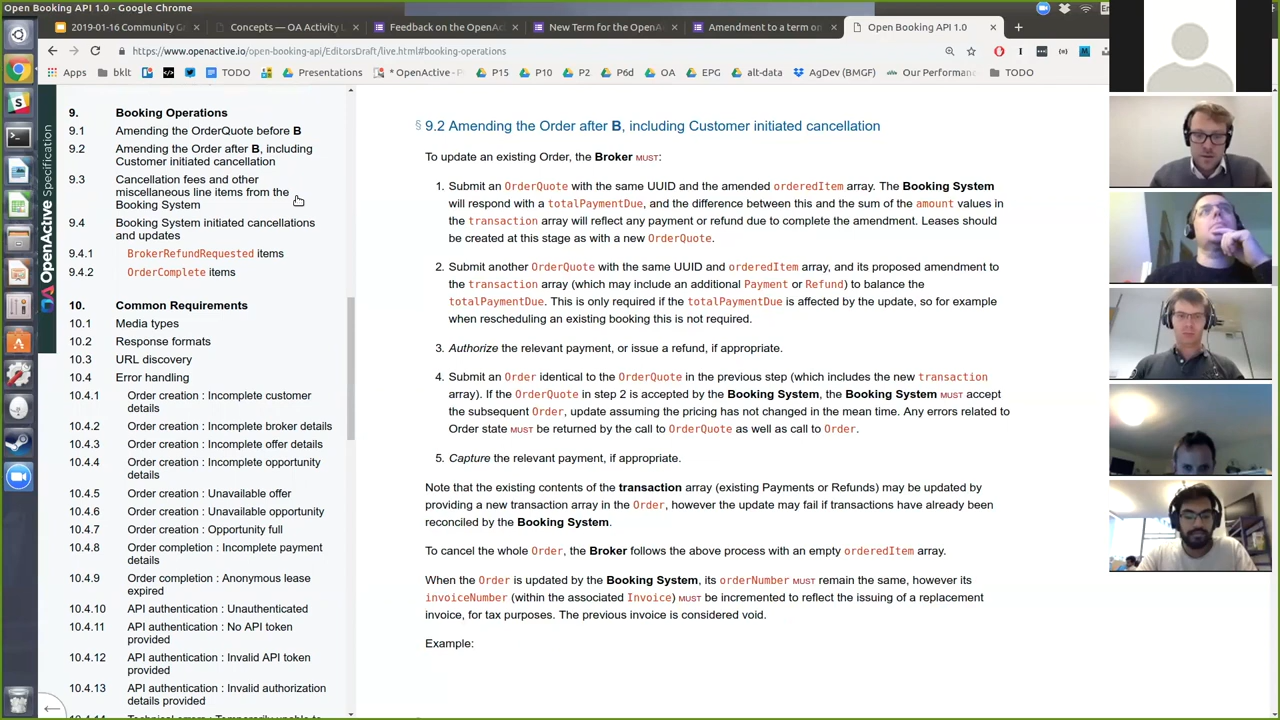 Open Booking API 1.0 - Google Chrome
2019-01-16 Community G
Concepts — OA Activity L
Feedback on the OpenActiv
New Term for the OpenAc
Amendment to a term on
Open Booking API 1.0
https://www.openactive.io/open-booking-api/EditorsDraft/live.html#booking-operations
Apps
bklt
TODO
Presentations
* OpenActive - P
P15
P10
P2
P6d
OA
EPG
alt-data
AgDev (BMGF)
Our Performanc
TODO
OpenActive Specification
9. Booking Operations
9.1 Amending the OrderQuote before B
9.2 Amending the Order after B, including
Customer initiated cancellation
9.3 Cancellation fees and other
miscellaneous line items from the
Booking System
9.4 Booking System initiated cancellations
and updates
9.4.1 BrokerRefundRequested items
9.4.2 OrderComplete items
10. Common Requirements
10.1 Media types
10.2 Response formats
10.3 URL discovery
10.4 Error handling
10.4.1 Order creation : Incomplete customer
details
10.4.2 Order creation : Incomplete broker details
10.4.3 Order creation : Incomplete offer details
10.4.4 Order creation : Incomplete opportunity
details
10.4.5 Order creation : Unavailable offer
10.4.6 Order creation : Unavailable opportunity
10.4.7 Order creation : Opportunity full
10.4.8 Order completion : Incomplete payment
details
10.4.9 Order completion : Anonymous lease
expired
10.4.10 API authentication : Unauthenticated
10.4.11 API authentication : No API token
provided
10.4.12 API authentication : Invalid API token
provided
10.4.13 API authentication : Invalid authorization
details provided
§ 9.2 Amending the Order after B, including Customer initiated cancellation
To update an existing Order, the Broker MUST:
1. Submit an OrderQuote with the same UUID and the amended orderedItem array. The Booking System
will respond with a totalPaymentDue, and the difference between this and the sum of the amount values in
the transaction array will reflect any payment or refund due to complete the amendment. Leases should
be created at this stage as with a new OrderQuote.
2. Submit another OrderQuote with the same UUID and orderedItem array, and its proposed amendment to
the transaction array (which may include an additional Payment or Refund) to balance the
totalPaymentDue. This is only required if the totalPaymentDue is affected by the update, so for example
when rescheduling an existing booking this is not required.
3. Authorize the relevant payment, or issue a refund, if appropriate.
4. Submit an Order identical to the OrderQuote in the previous step (which includes the new transaction
array). If the OrderQuote in step 2 is accepted by the Booking System, the Booking System MUST accept
the subsequent Order, update assuming the pricing has not changed in the mean time. Any errors related to
Order state MUST be returned by the call to OrderQuote as well as call to Order.
5. Capture the relevant payment, if appropriate.
Note that the existing contents of the transaction array (existing Payments or Refunds) may be updated by
providing a new transaction array in the Order, however the update may fail if transactions have already been
reconciled by the Booking System.
To cancel the whole Order, the Broker follows the above process with an empty orderedItem array.
When the Order is updated by the Booking System, its orderNumber MUST remain the same, however its
invoiceNumber (within the associated Invoice) MUST be incremented to reflect the issuing of a replacement
invoice, for tax purposes. The previous invoice is considered void.
Example: